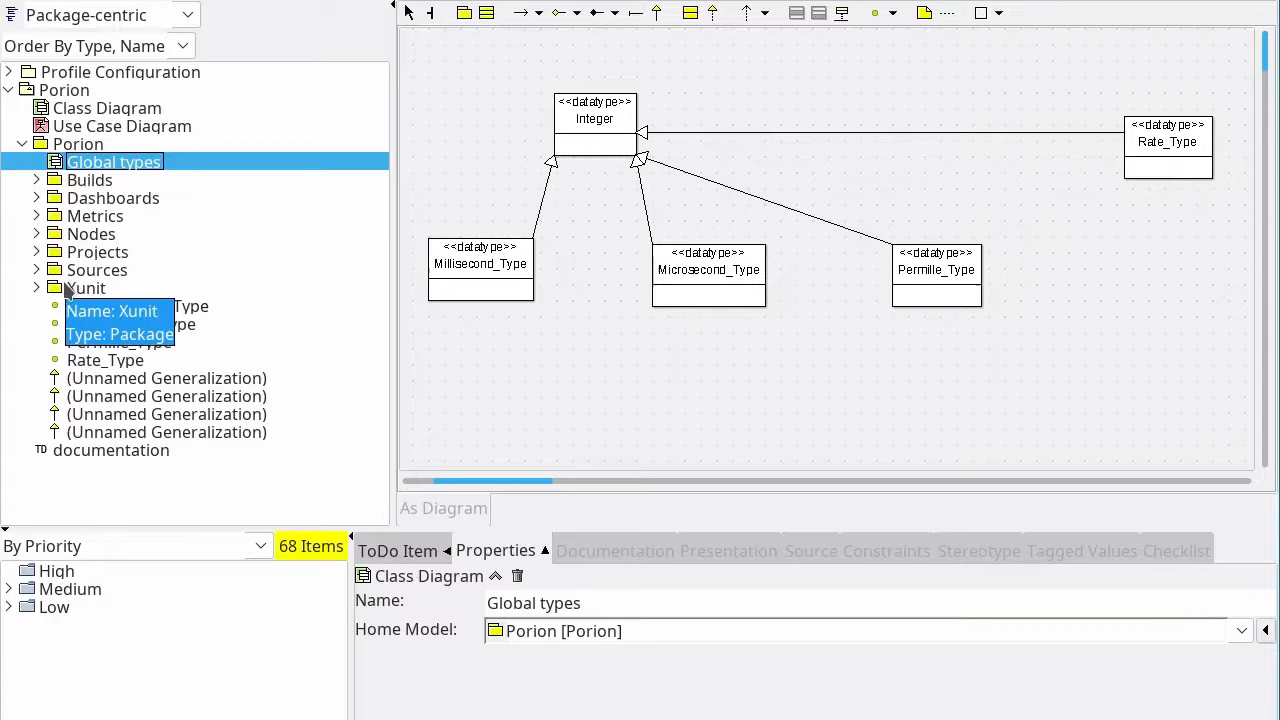 Package-centric
Order By Type, Name
Profile Configuration
Porion
Class Diagram
Use Case Diagram
Porion
Global types
Builds
Dashboards
Metrics
Nodes
Projects
Sources
Xunit
Name: Xunit
Type: Package
Type
ype
Rate_Type
(Unnamed Generalization)
(Unnamed Generalization)
(Unnamed Generalization)
(Unnamed Generalization)
TD documentation
<<datatype>>
Integer
<<datatype>>
Rate_Type
<<datatype>>
Millisecond_Type
<<datatype>>
Microsecond_Type
<<datatype>>
Permille_Type
As Diagram
By Priority
68 Items
High
Medium
Low
ToDo Item Properties Documentation Presentation Source Constraints Stereotype Tagged Values Checklist
Class Diagram
Name: Global types
Home Model: Porion [Porion]